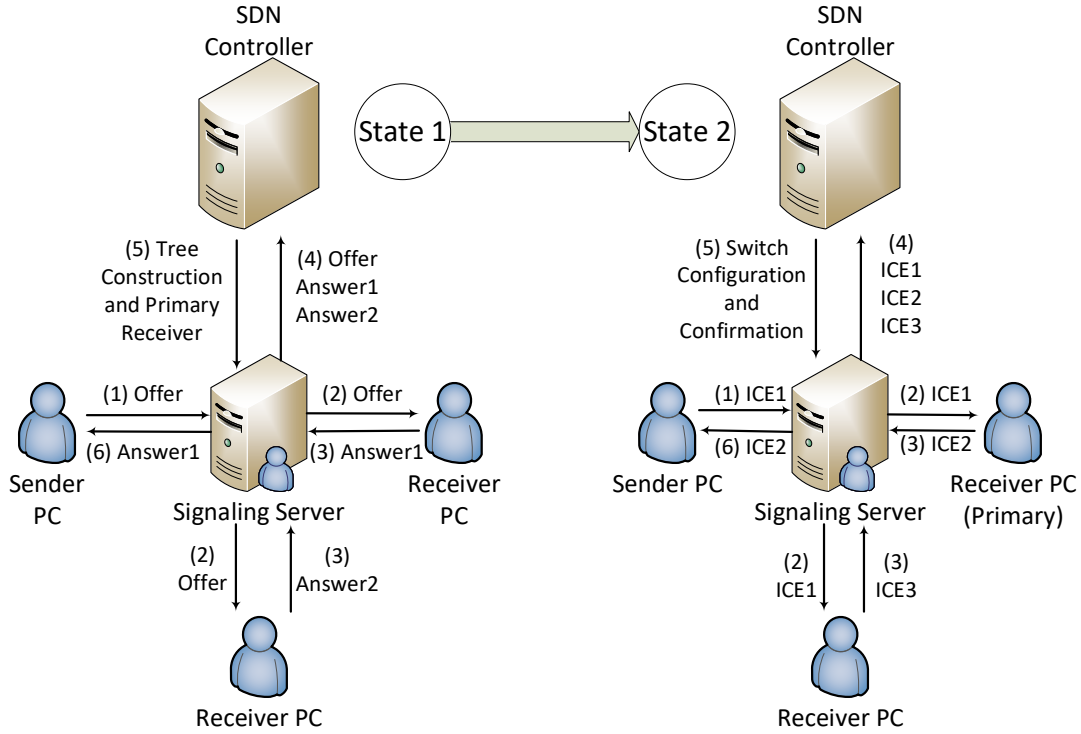 SDN
Controller
State 1
State 2
SDN
Controller
(5) Tree
Construction
and Primary
Receiver
(4) Offer
Answer1
Answer2
(5) Switch
Configuration
and
Confirmation
(4)
ICE1
ICE2
ICE3
(1) Offer
(2) Offer
(6) Answer1
(3) Answer1
Sender
PC
Receiver
PC
Signaling Server
(2)
Offer
(3)
Answer2
Receiver PC
(1) ICE1
(2) ICE1
(6) ICE2
(3) ICE2
Sender PC
Receiver PC
(Primary)
Signaling Server
(2)
ICE1
(3)
ICE3
Receiver PC